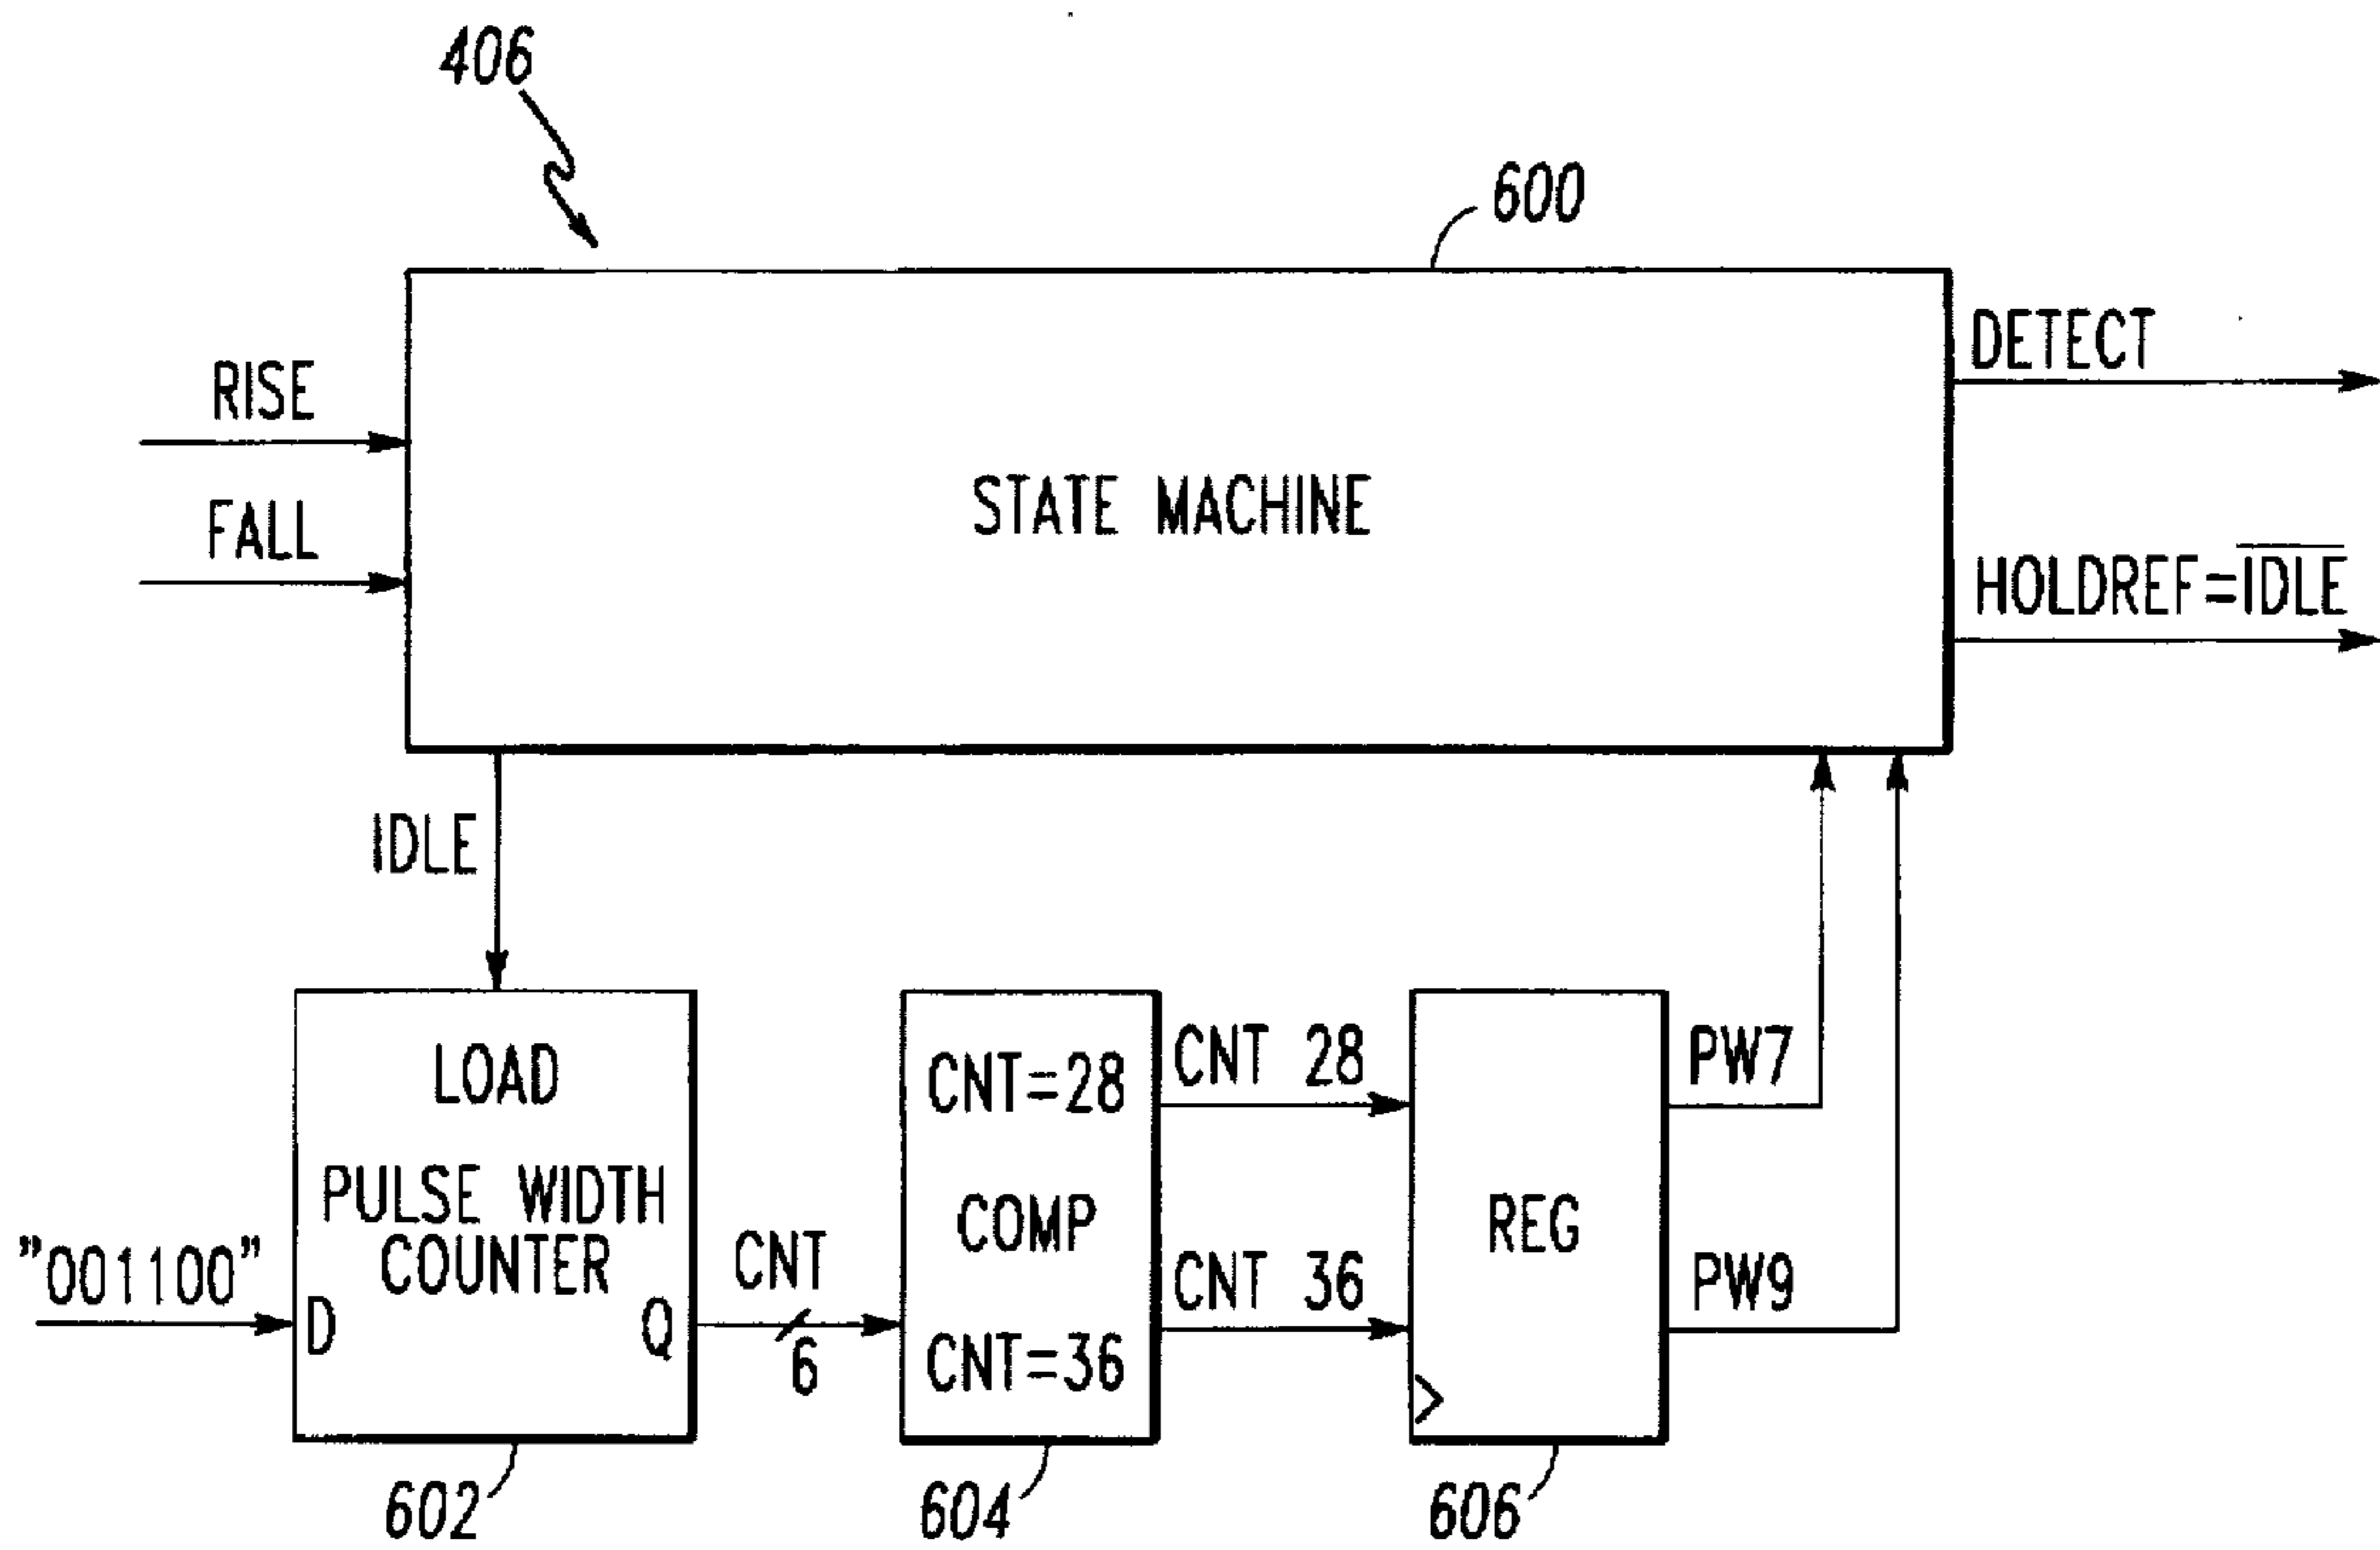 406
600
RISE
FALL
STATE MACHINE
DETECT
HOLDREF=I̅D̅L̅E̅
IDLE
LOAD
PULSE WIDTH
COUNTER
"001100"
D
Q
CNT
6
CNT=28
COMP
CNT=36
CNT 28
CNT 36
REG
PW7
PW9
602
604
606